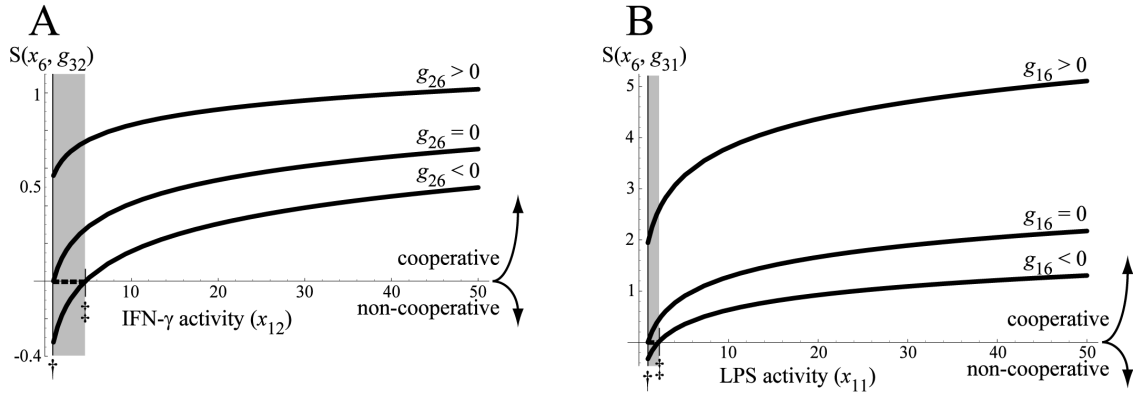 A
S(x₆, g₃₂)
1
0.5
-0.4
g₂₆ > 0
g₂₆ = 0
g₂₆ < 0
cooperative
10 20 30 40 50
non-cooperative
IFN-γ activity (x₁₂)
†
‡
B
S(x₆, g₃₁)
5
4
3
2
1
g₁₆ > 0
g₁₆ = 0
g₁₆ < 0
cooperative
10 20 30 40 50
non-cooperative
LPS activity (x₁₁)
†
‡